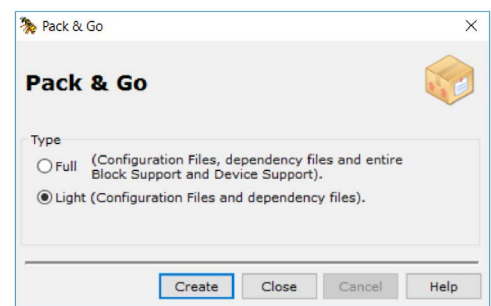 Pack & Go
Pack & Go
Type
Full (Configuration Files, dependency files and entire
Block Support and Device Support).
Light (Configuration Files and dependency files).
Create Close Cancel Help